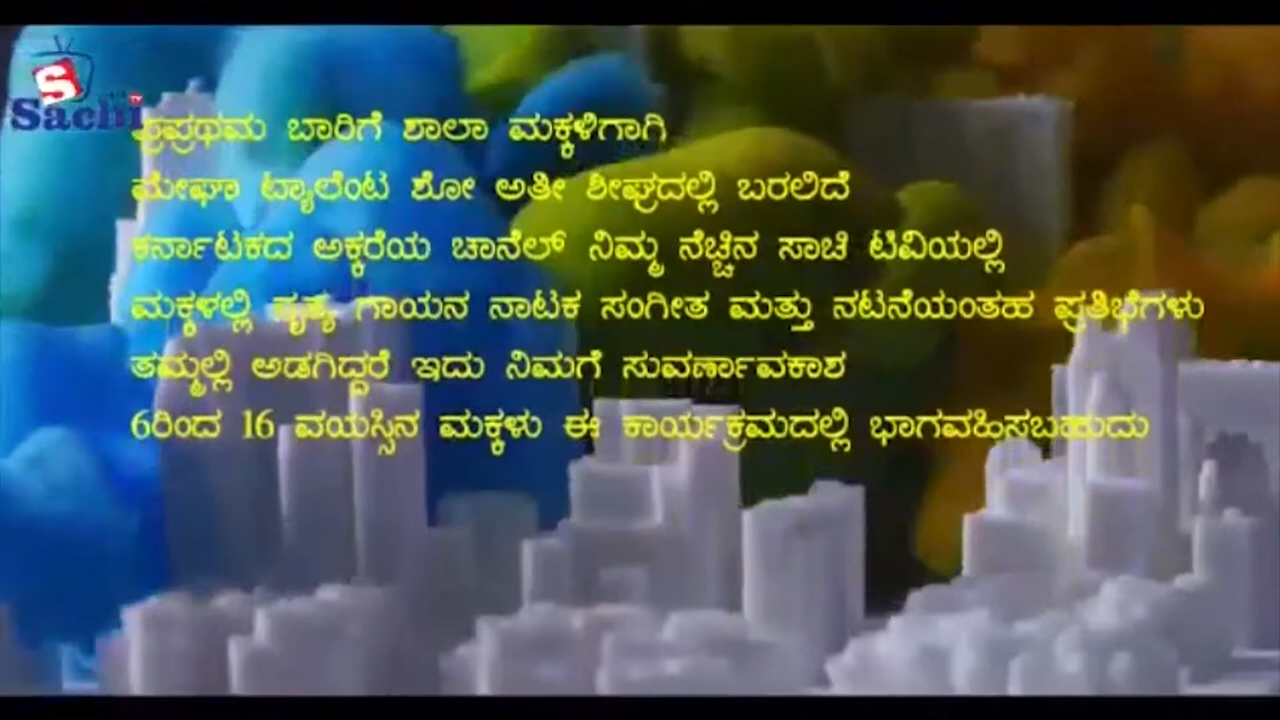 Sachi TV
ಪ್ರಪ್ರಥಮ ಬಾರಿಗೆ ಶಾಲಾ ಮಕ್ಕಳಿಗಾಗಿ
ಮೇಘಾ ಟ್ಯಾಲೆಂಟ ಶೋ ಅತೀ ಶೀಘ್ರದಲ್ಲಿ ಬರಲಿದೆ
ಕರ್ನಾಟಕದ ಅಕ್ಕರೆಯ ಚಾನೆಲ್ ನಿಮ್ಮ ನೆಚ್ಚಿನ ಸಾಚಿ ಟಿವಿಯಲ್ಲಿ
ಮಕ್ಕಳಲ್ಲಿ ನೃತ್ಯ ಗಾಯನ ನಾಟಕ ಸಂಗೀತ ಮತ್ತು ನಟನೆಯಂತಹ ಪ್ರತಿಭೆಗಳು
ತಮ್ಮಲ್ಲಿ ಅಡಗಿದ್ದರೆ ಇದು ನಿಮಗೆ ಸುವರ್ಣಾವಕಾಶ
6ರಿಂದ 16 ವಯಸ್ಸಿನ ಮಕ್ಕಳು ಈ ಕಾರ್ಯಕ್ರಮದಲ್ಲಿ ಭಾಗವಹಿಸಬಹುದು